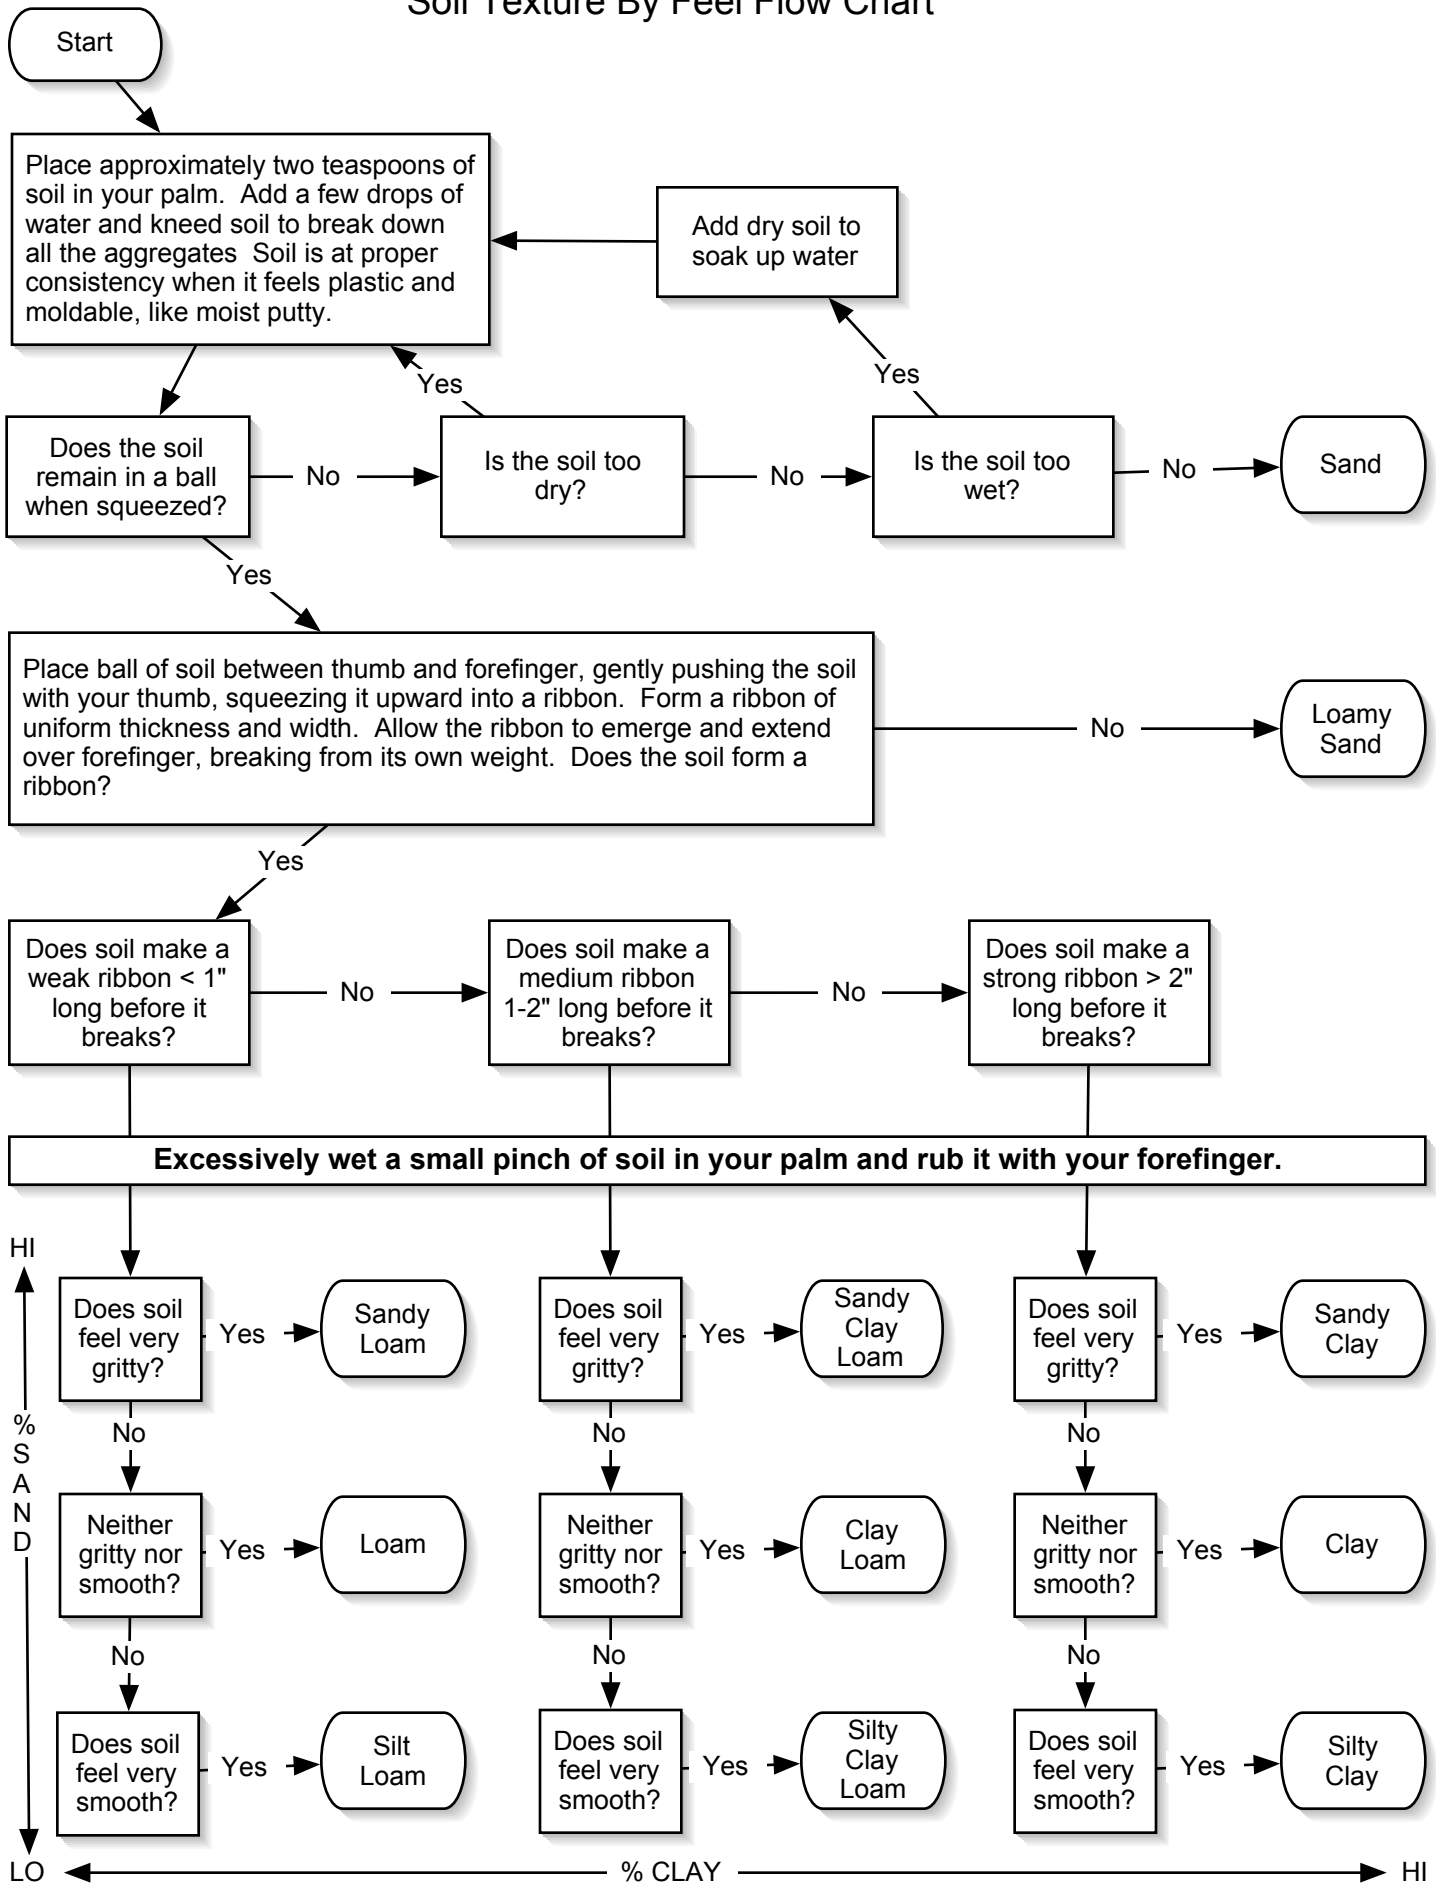 Soil Texture By Feel Flow Chart
Start
Place approximately two teaspoons of
soil in your palm.  Add a few drops of
water and kneed soil to break down
all the aggregates  Soil is at proper
consistency when it feels plastic and
moldable, like moist putty.
Add dry soil to
soak up water
Yes
Yes
Does the soil
remain in a ball
when squeezed?
No
Is the soil too
dry?
No
Is the soil too
wet?
No
Sand
Yes
Place ball of soil between thumb and forefinger, gently pushing the soil
with your thumb, squeezing it upward into a ribbon.  Form a ribbon of
uniform thickness and width.  Allow the ribbon to emerge and extend
over forefinger, breaking from its own weight.  Does the soil form a
ribbon?
No
Loamy
Sand
Yes
Does soil make a
weak ribbon < 1"
long before it
breaks?
No
Does soil make a
medium ribbon
1-2" long before it
breaks?
No
Does soil make a
strong ribbon > 2"
long before it
breaks?
Excessively wet a small pinch of soil in your palm and rub it with your forefinger.
HI
% SAND
Does soil
feel very
gritty?
Yes
Sandy
Loam
Does soil
feel very
gritty?
Yes
Sandy
Clay
Loam
Does soil
feel very
gritty?
Yes
Sandy
Clay
No
No
No
Neither
gritty nor
smooth?
Yes
Loam
Neither
gritty nor
smooth?
Yes
Clay
Loam
Neither
gritty nor
smooth?
Yes
Clay
No
No
No
Does soil
feel very
smooth?
Yes
Silt
Loam
Does soil
feel very
smooth?
Yes
Silty
Clay
Loam
Does soil
feel very
smooth?
Yes
Silty
Clay
LO
% CLAY
HI